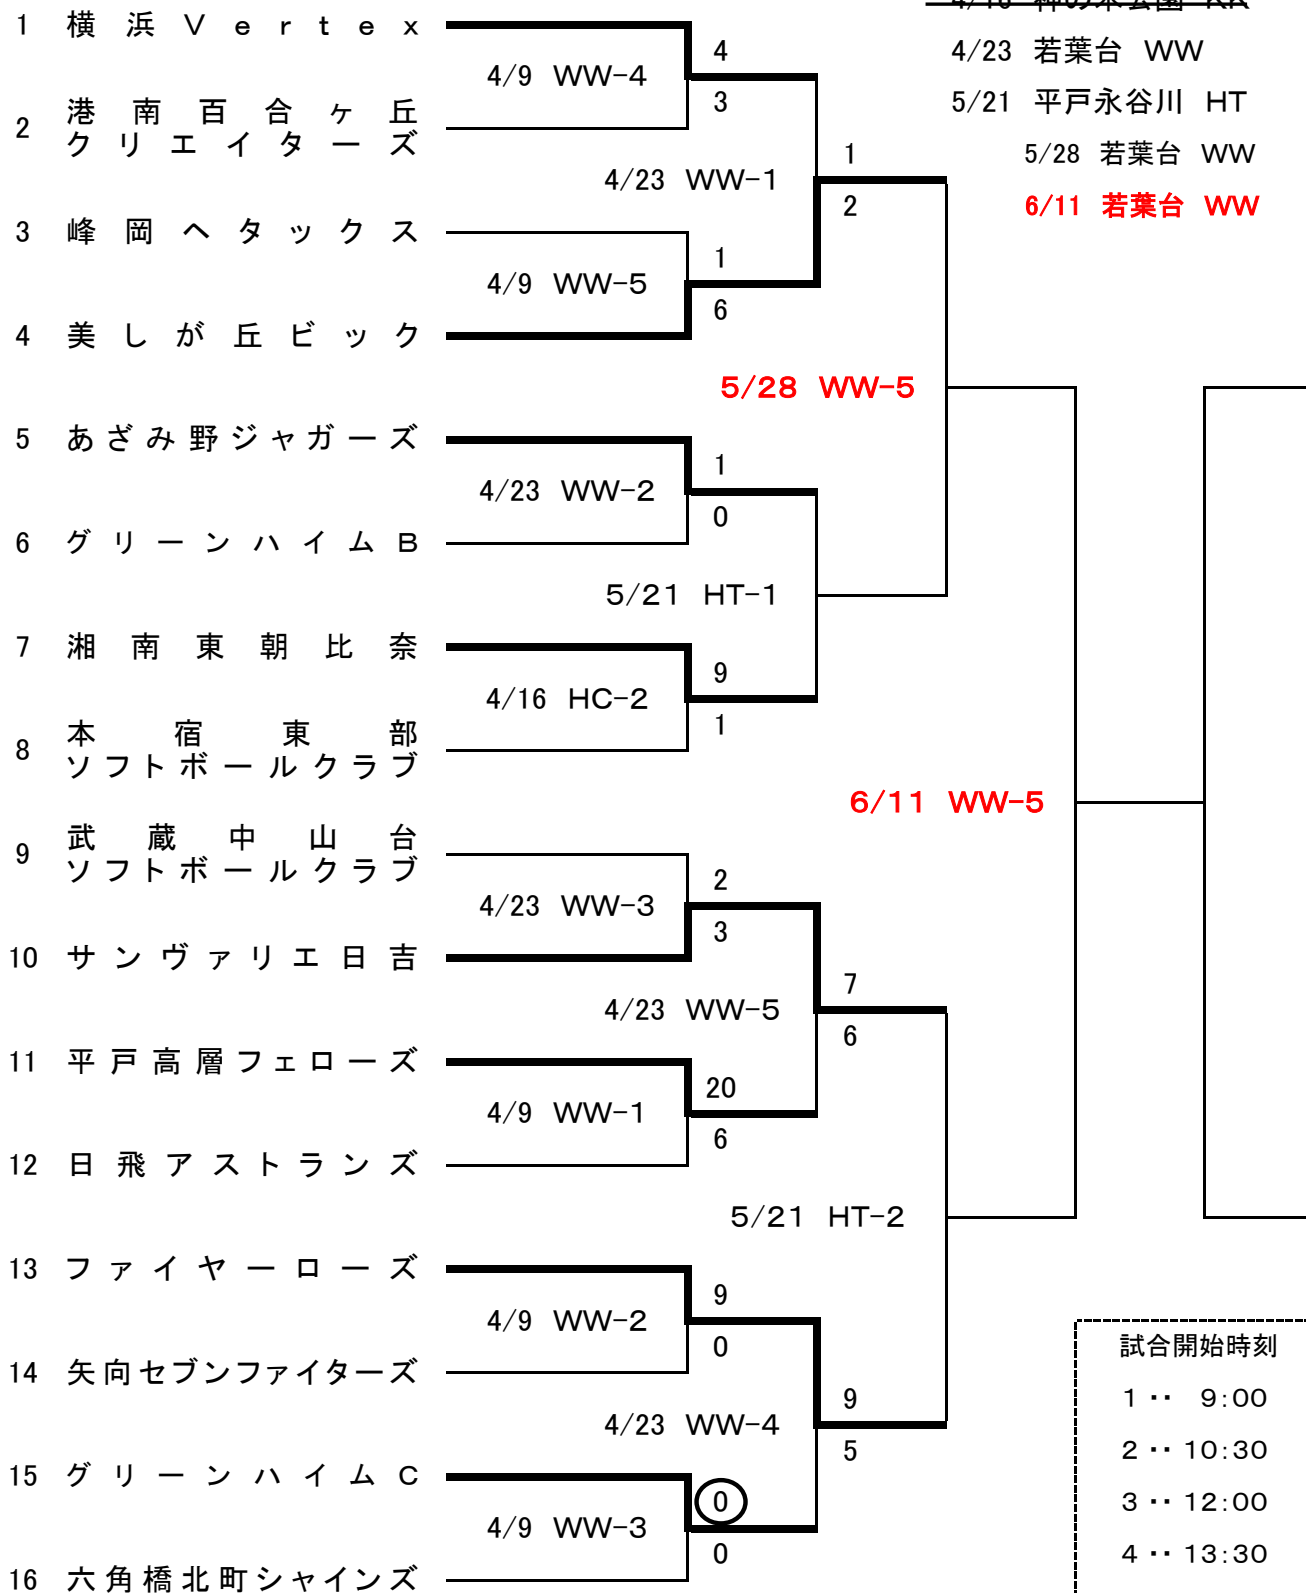 1 横浜Ｖｅｒｔｅｘ
4/9 WW-4
4
3
2 港南百合ヶ丘
クリエイターズ
4/23 WW-1
1
2
3 峰岡ヘタックス
4/9 WW-5
1
6
4 美しが丘ビック
5/28 WW-5
5 あざみ野ジャガーズ
4/23 WW-2
1
0
6 グリーンハイムＢ
5/21 HT-1
7 湘南東朝比奈
4/16 HC-2
9
1
8 本宿東部
ソフトボールクラブ
6/11 WW-5
9 武蔵中山台
ソフトボールクラブ
4/23 WW-3
2
3
10 サンヴァリエ日吉
4/23 WW-5
7
6
11 平戸高層フェローズ
4/9 WW-1
20
6
12 日飛アストランズ
5/21 HT-2
13 ファイヤーローズ
4/9 WW-2
9
0
14 矢向セブンファイターズ
4/23 WW-4
9
5
15 グリーンハイムＣ
4/9 WW-3
0
0
16 六角橋北町シャインズ
4/23 若葉台 WW
5/21 平戸永谷川 HT
5/28 若葉台 WW
6/11 若葉台 WW
試合開始時刻
1 ・・ 9:00
2 ・・ 10:30
3 ・・ 12:00
4 ・・ 13:30